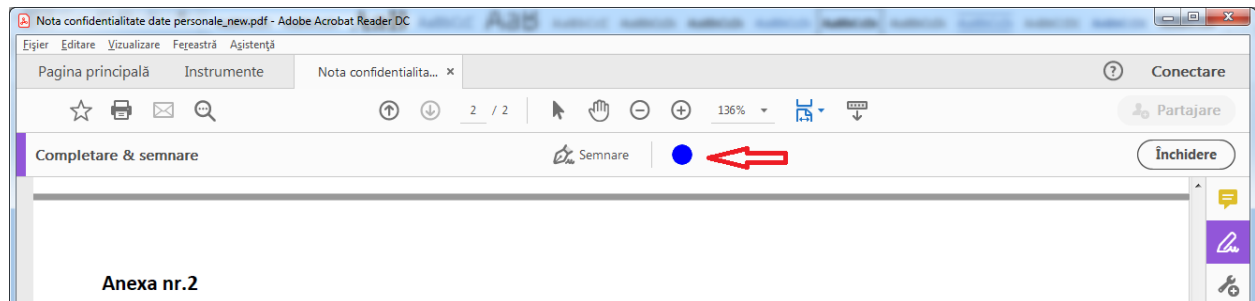 Nota confidentialitate date personale_new.pdf - Adobe Acrobat Reader DC
Fișier Editare Vizualizare Fereastră Asistență
Pagina principală Instrumente Nota confidentialita... × ? Conectare
2 / 2 136% Partajare
Completare & semnare Semnare Închidere
Anexa nr.2